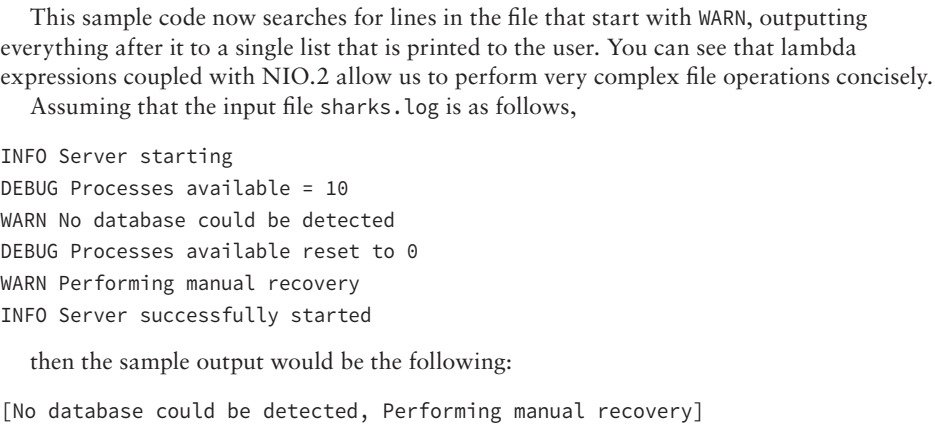 This sample code now searches for lines in the file that start with WARN, outputting
everything after it to a single list that is printed to the user. You can see that lambda
expressions coupled with NIO.2 allow us to perform very complex file operations concisely.
Assuming that the input file sharks.log is as follows,
INFO Server starting
DEBUG Processes available = 10
WARN No database could be detected
DEBUG Processes available reset to 0
WARN Performing manual recovery
INFO Server successfully started
then the sample output would be the following:
[No database could be detected, Performing manual recovery]